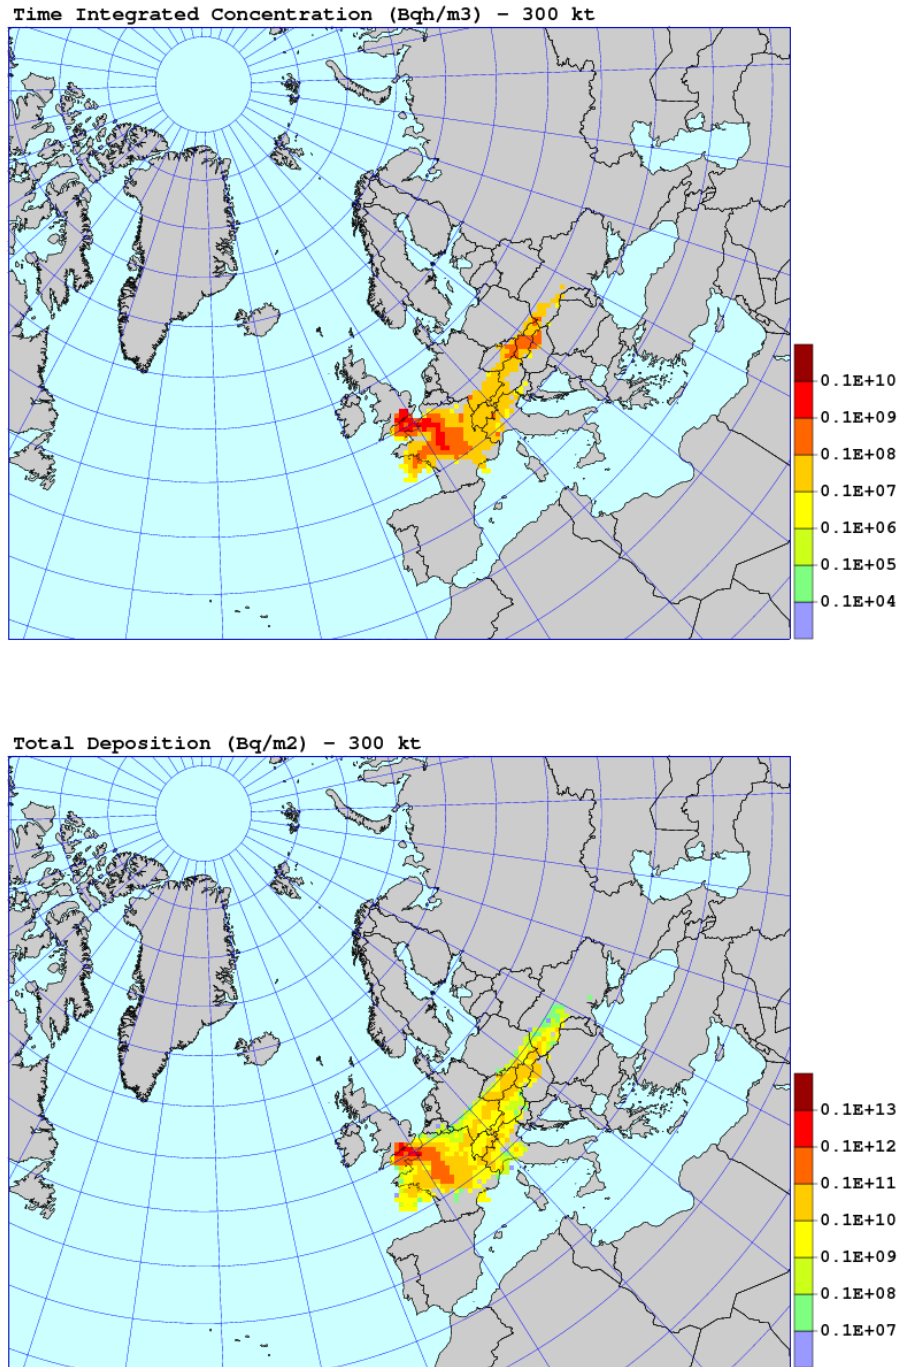 Time Integrated Concentration (Bqh/m3) – 300 kt
0.1E+10
0.1E+09
0.1E+08
0.1E+07
0.1E+06
0.1E+05
0.1E+04
Total Deposition (Bq/m2) – 300 kt
0.1E+13
0.1E+12
0.1E+11
0.1E+10
0.1E+09
0.1E+08
0.1E+07